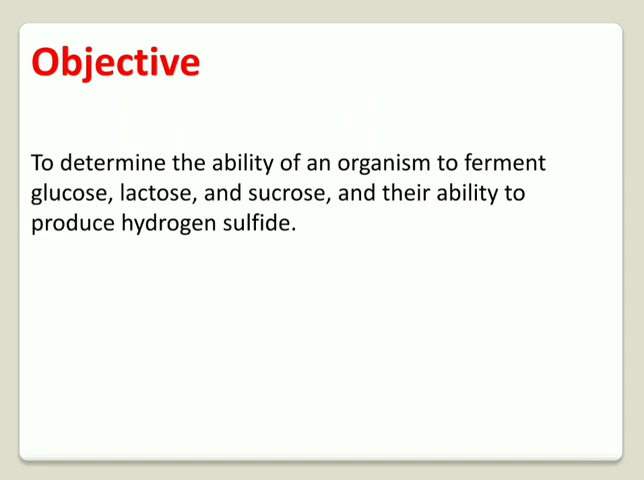 Objective
To determine the ability of an organism to ferment
glucose, lactose, and sucrose, and their ability to
produce hydrogen sulfide.